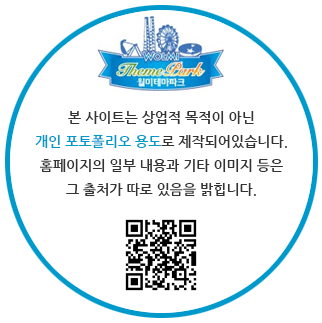 WOLMI
Theme Park
월미테마파크
본 사이트는 상업적 목적이 아닌
개인 포토폴리오 용도로 제작되어있습니다.
홈페이지의 일부 내용과 기타 이미지 등은
그 출처가 따로 있음을 밝힙니다.